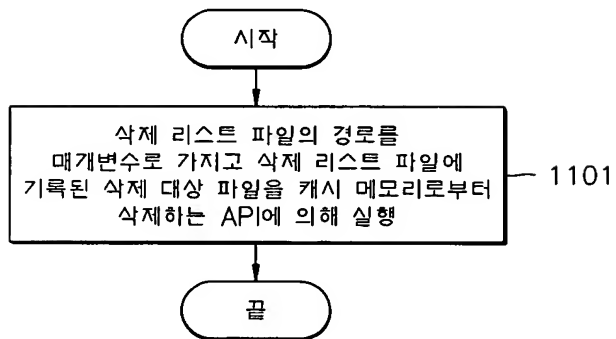 시작
삭제 리스트 파일의 경로를
매개변수로 가지고 삭제 리스트 파일에
기록된 삭제 대상 파일을 캐시 메모리로부터
삭제하는 API에 의해 실행
1101
끝